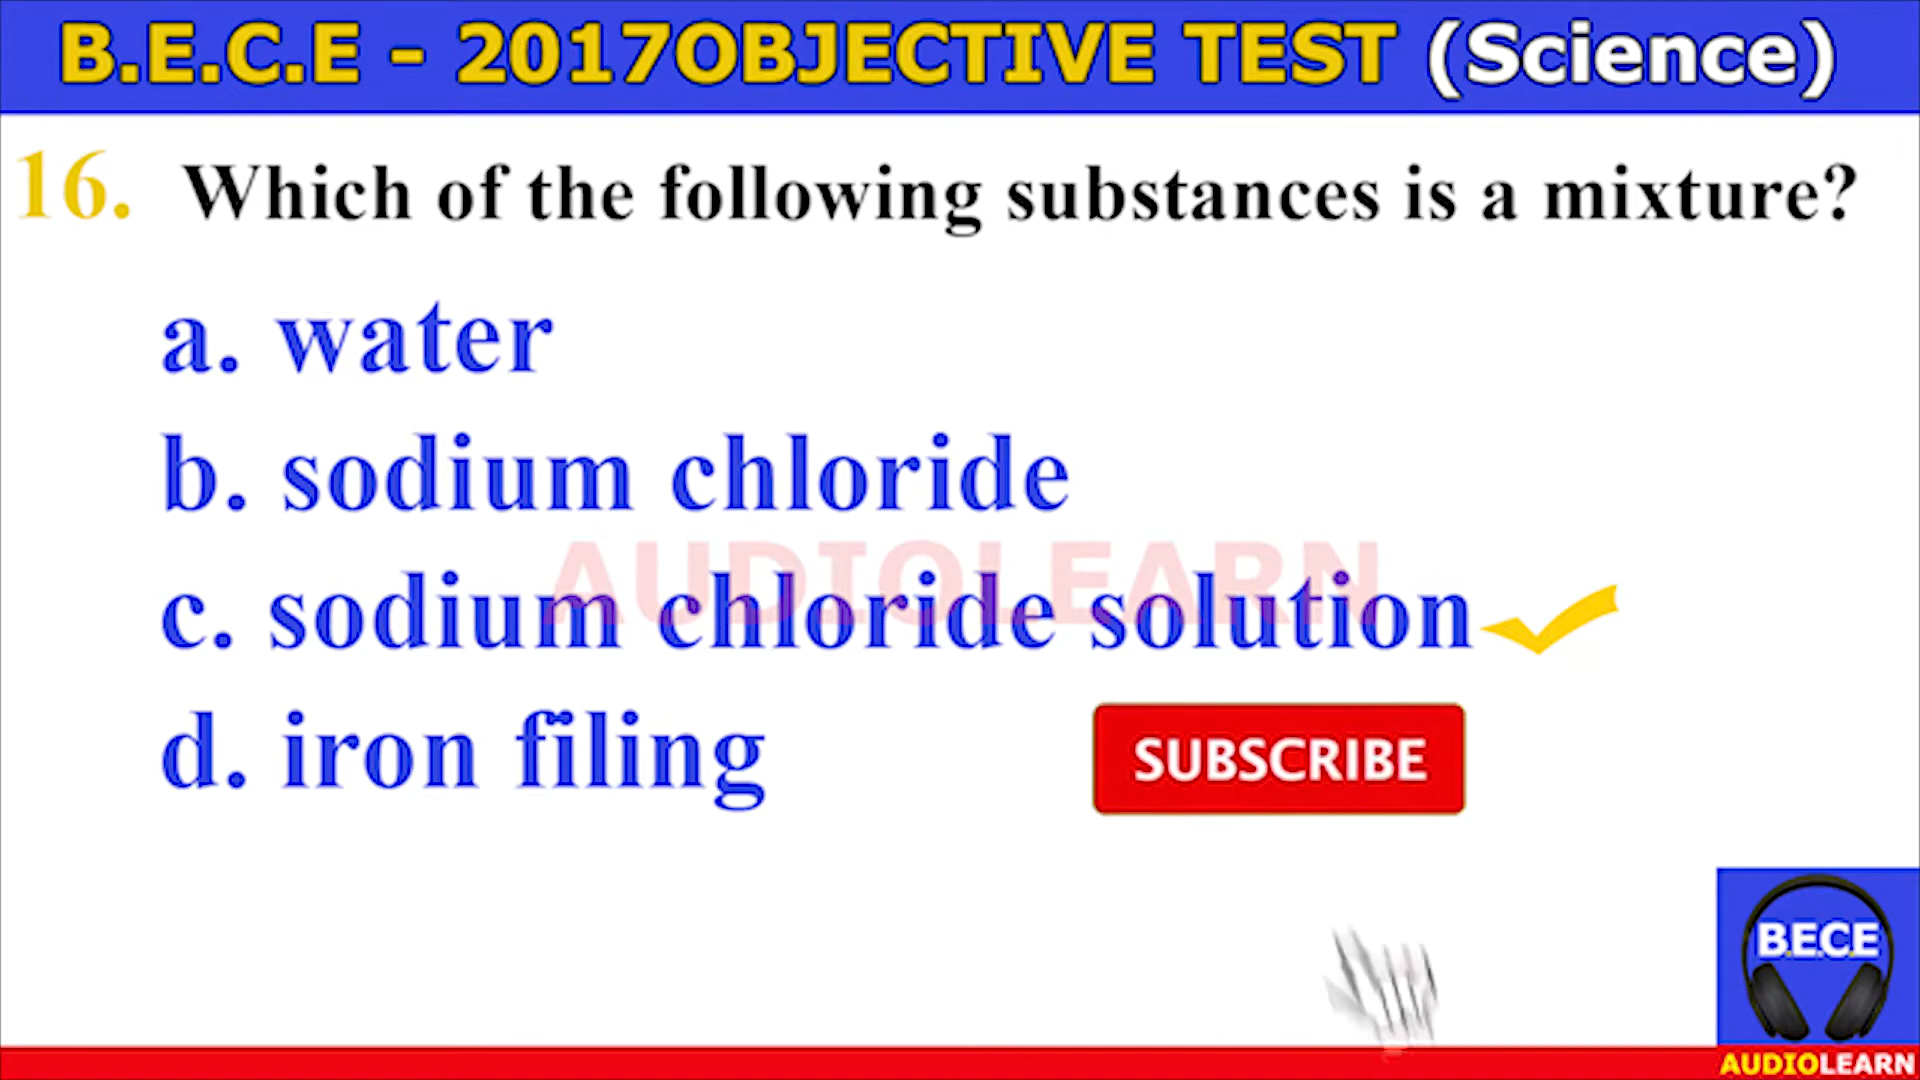 B.E.C.E - 2017OBJECTIVE TEST (Science)
16. Which of the following substances is a mixture?
a. water
b. sodium chloride
c. sodium chloride solution
AUDIOLEARN
d. iron filing
SUBSCRIBE
B.E.C.E
AUDIOLEARN